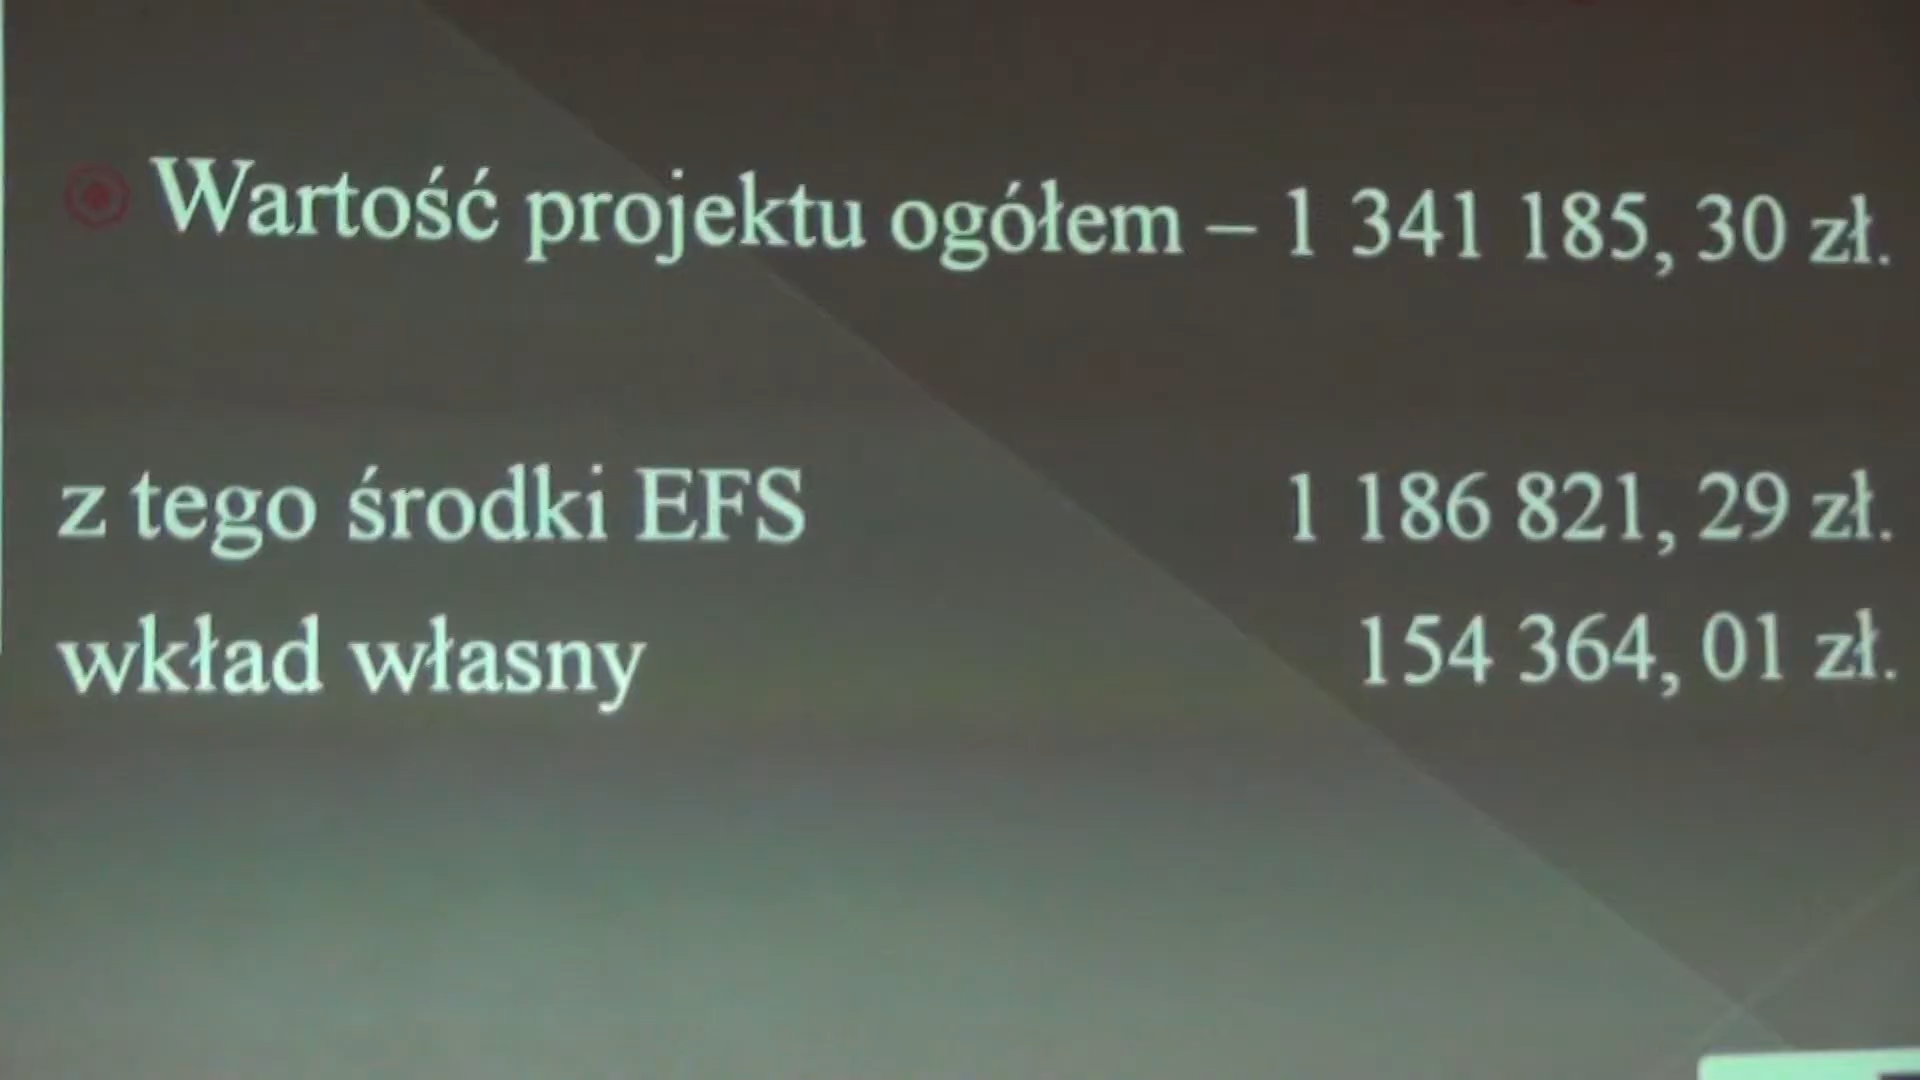 Wartość projektu ogółem – 1 341 185, 30 zł.
z tego środki EFS 1 186 821, 29 zł.
wkład własny 154 364, 01 zł.